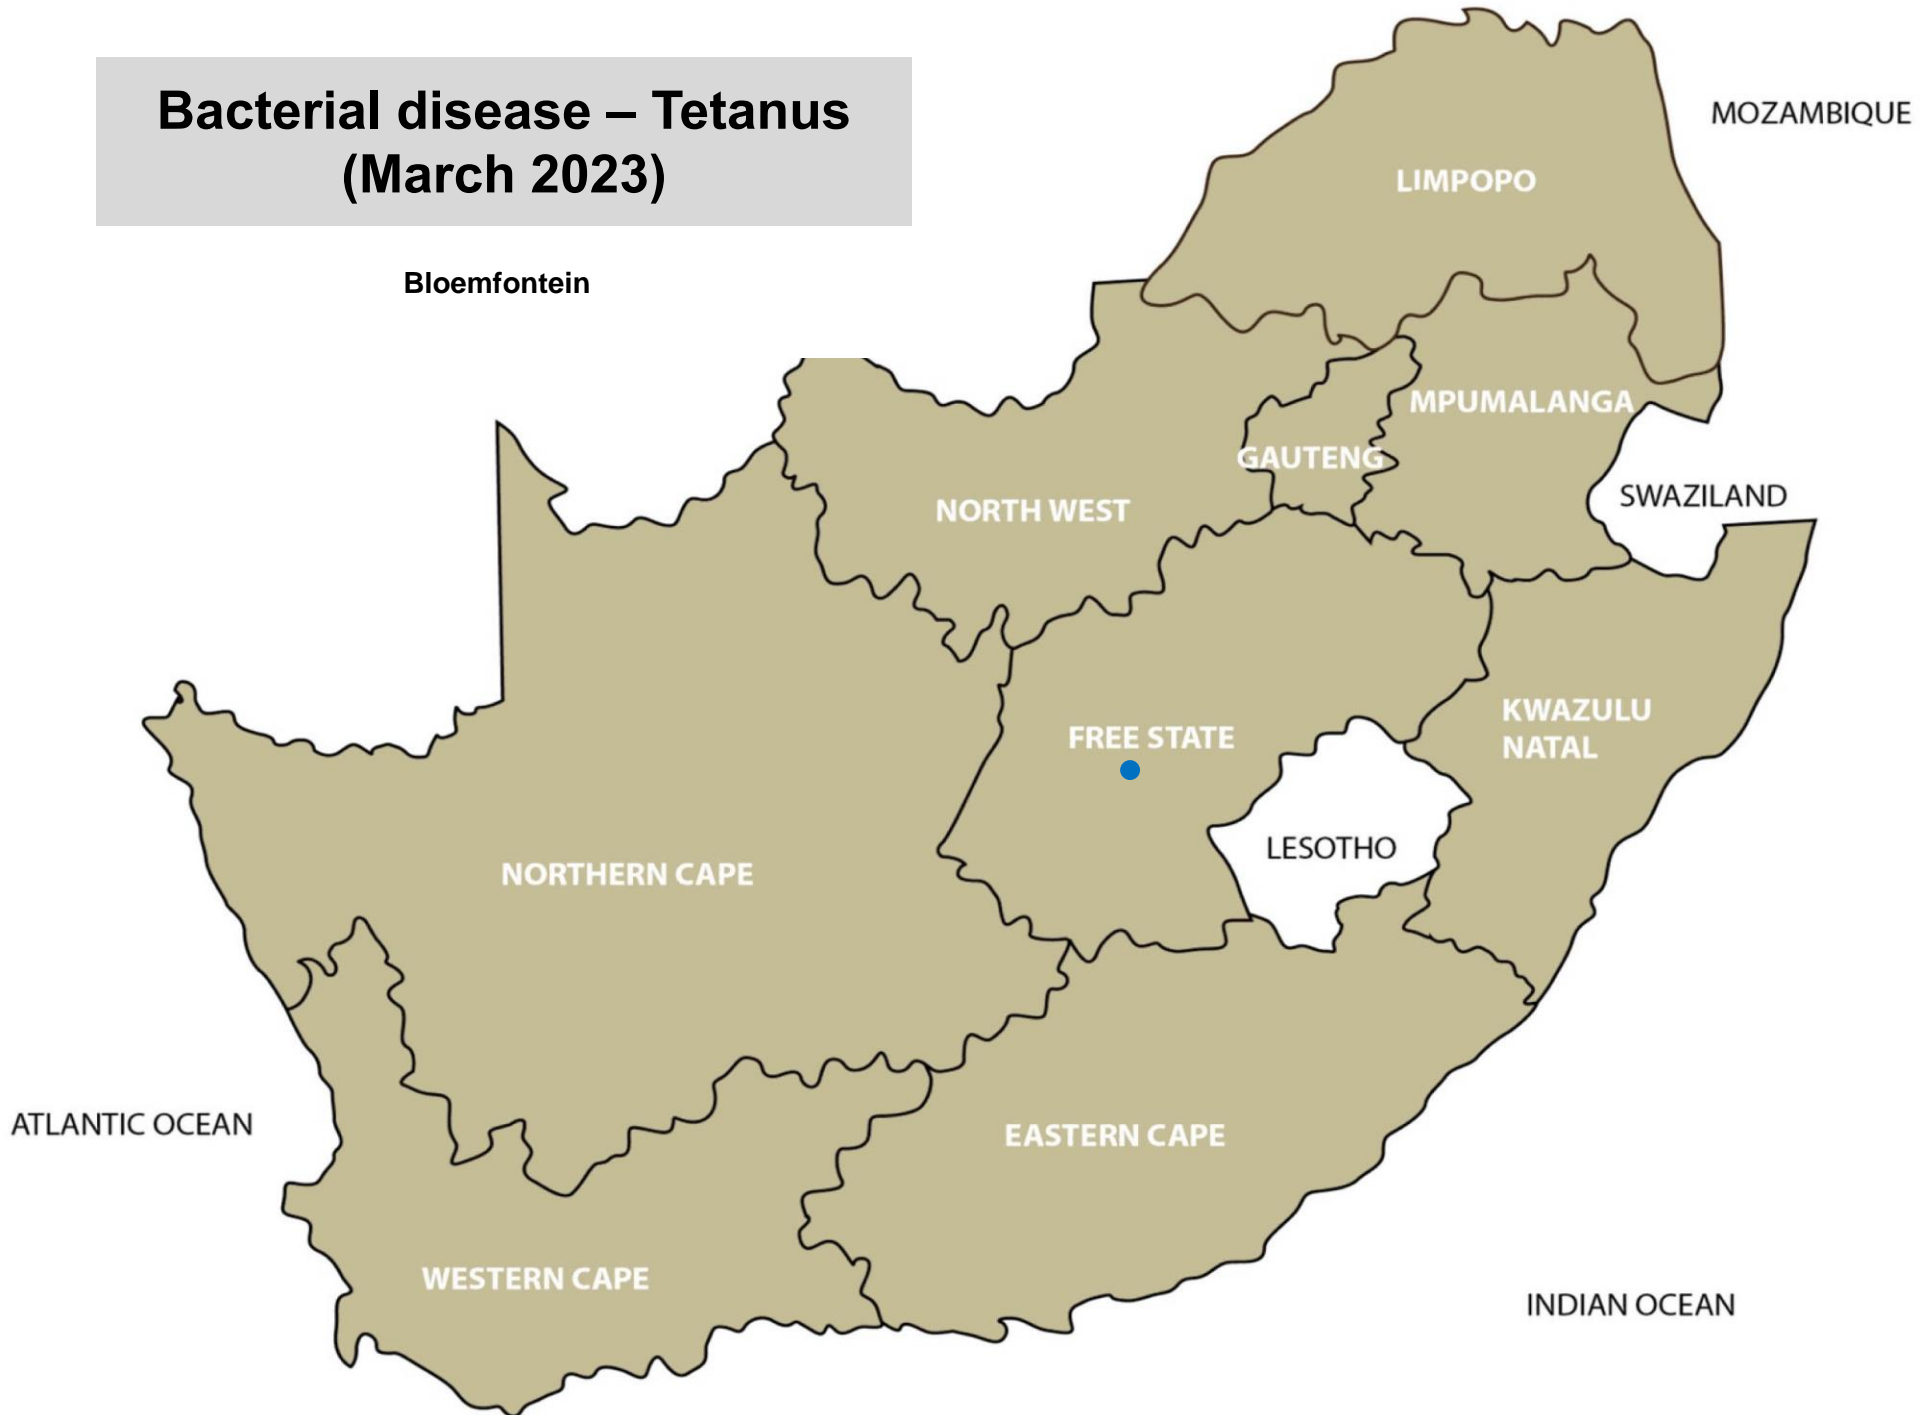 Bacterial disease – Tetanus
(March 2023)
Bloemfontein
MOZAMBIQUE
LIMPOPO
MPUMALANGA
GAUTENG
SWAZILAND
NORTH WEST
KWAZULU
NATAL
FREE STATE
LESOTHO
NORTHERN CAPE
ATLANTIC OCEAN
EASTERN CAPE
WESTERN CAPE
INDIAN OCEAN